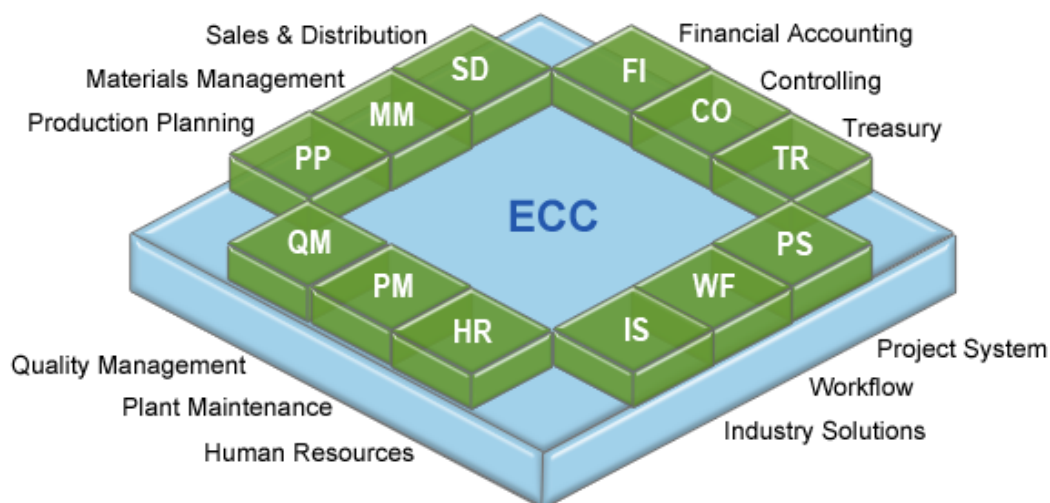 Sales & Distribution
Materials Management
Production Planning
Financial Accounting
Controlling
Treasury
SD
MM
PP
FI
CO
TR
ECC
QM
PM
HR
PS
WF
IS
Quality Management
Plant Maintenance
Human Resources
Project System
Workflow
Industry Solutions